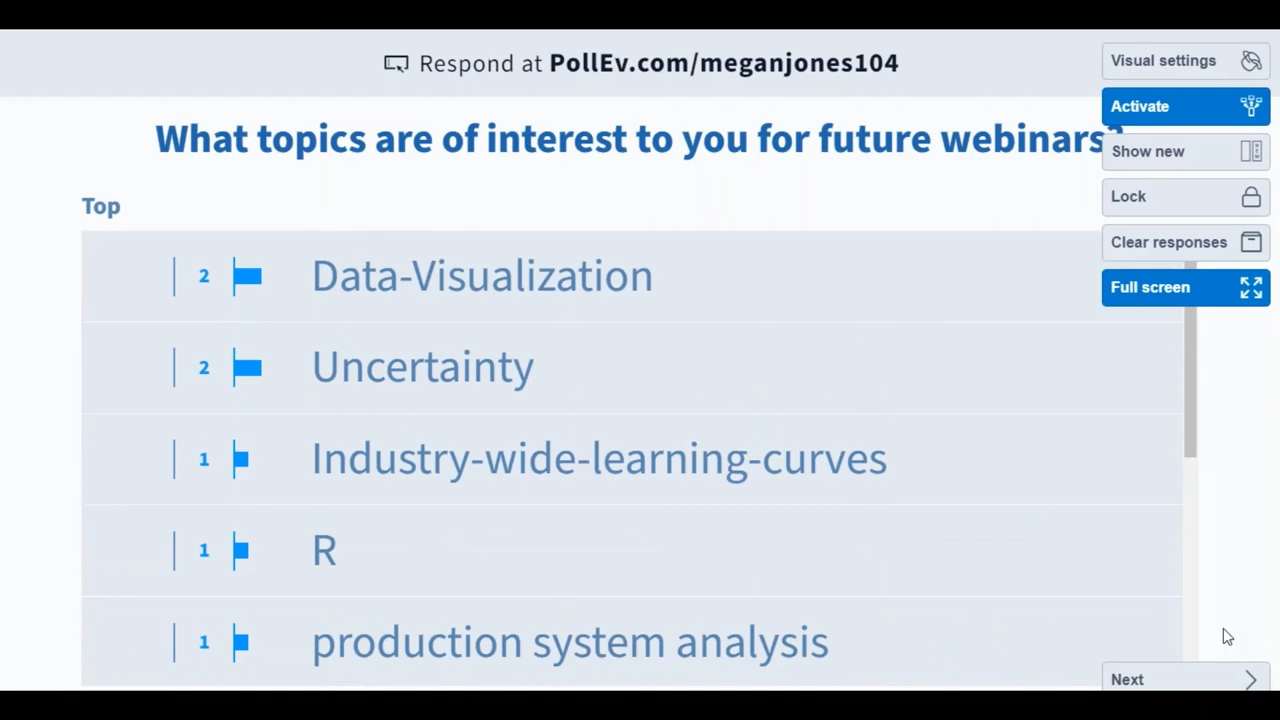 Respond at PollEv.com/meganjones104
What topics are of interest to you for future webinars?
Top
2 Data-Visualization
2 Uncertainty
1 Industry-wide-learning-curves
1 R
1 production system analysis
Visual settings
Activate
Show new
Lock
Clear responses
Full screen
Next